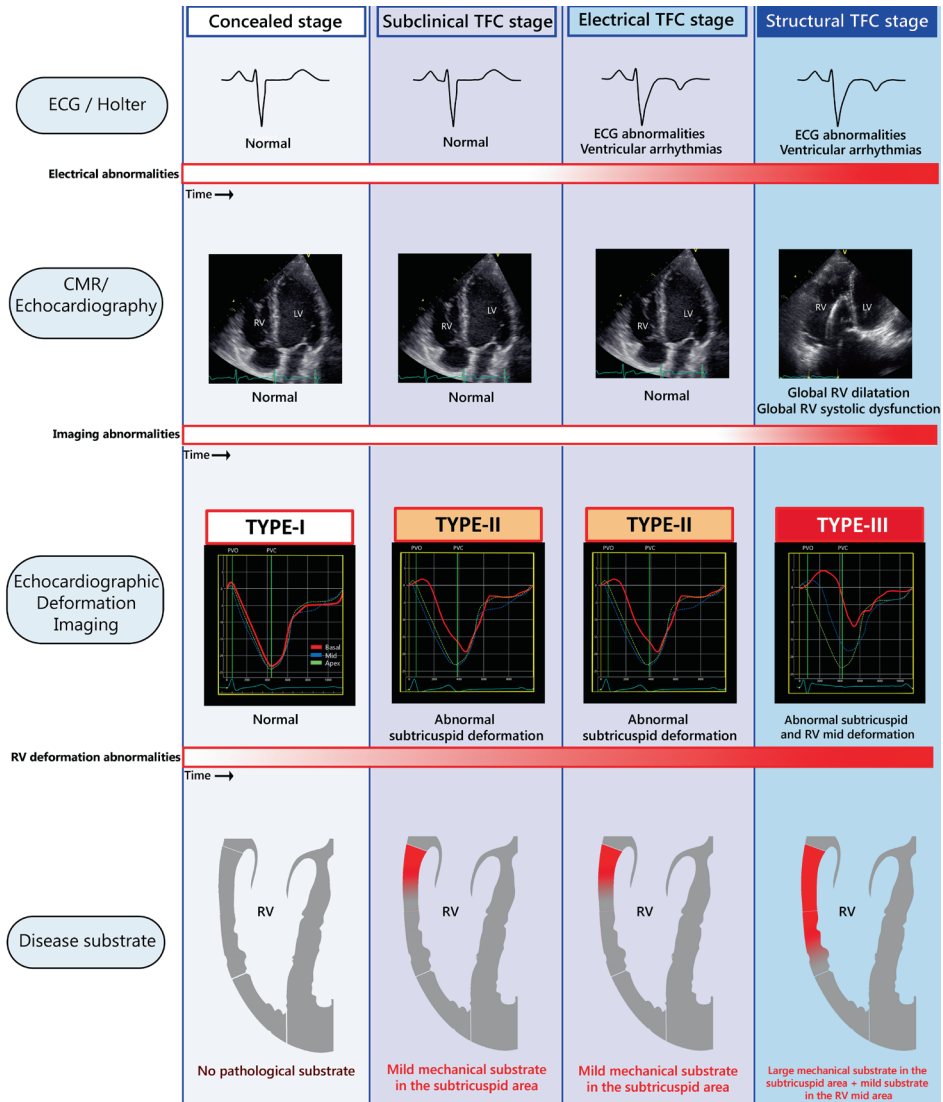 Concealed stage
Subclinical TFC stage
Electrical TFC stage
Structural TFC stage
ECG / Holter
Normal
Normal
ECG abnormalities
Ventricular arrhythmias
ECG abnormalities
Ventricular arrhythmias
Electrical abnormalities
Time
CMR/
Echocardiography
V
RV
LV
V
RV
LV
V
RV
LV
V
RV
LV
Normal
Normal
Normal
Global RV dilatation
Global RV systolic dysfunction
Imaging abnormalities
Time
TYPE-I
TYPE-II
TYPE-II
TYPE-III
Echocardiographic
Deformation
Imaging
PVO
PVC
Basal
Mid
Apex
PVO
PVC
PVO
PVC
PVO
PVC
Normal
Abnormal
subtricuspid deformation
Abnormal
subtricuspid deformation
Abnormal subtricuspid
and RV mid deformation
RV deformation abnormalities
Time
Disease substrate
RV
RV
RV
RV
No pathological substrate
Mild mechanical substrate
in the subtricuspid area
Mild mechanical substrate
in the subtricuspid area
Large mechanical substrate in the
subtricuspid area + mild substrate
in the RV mid area